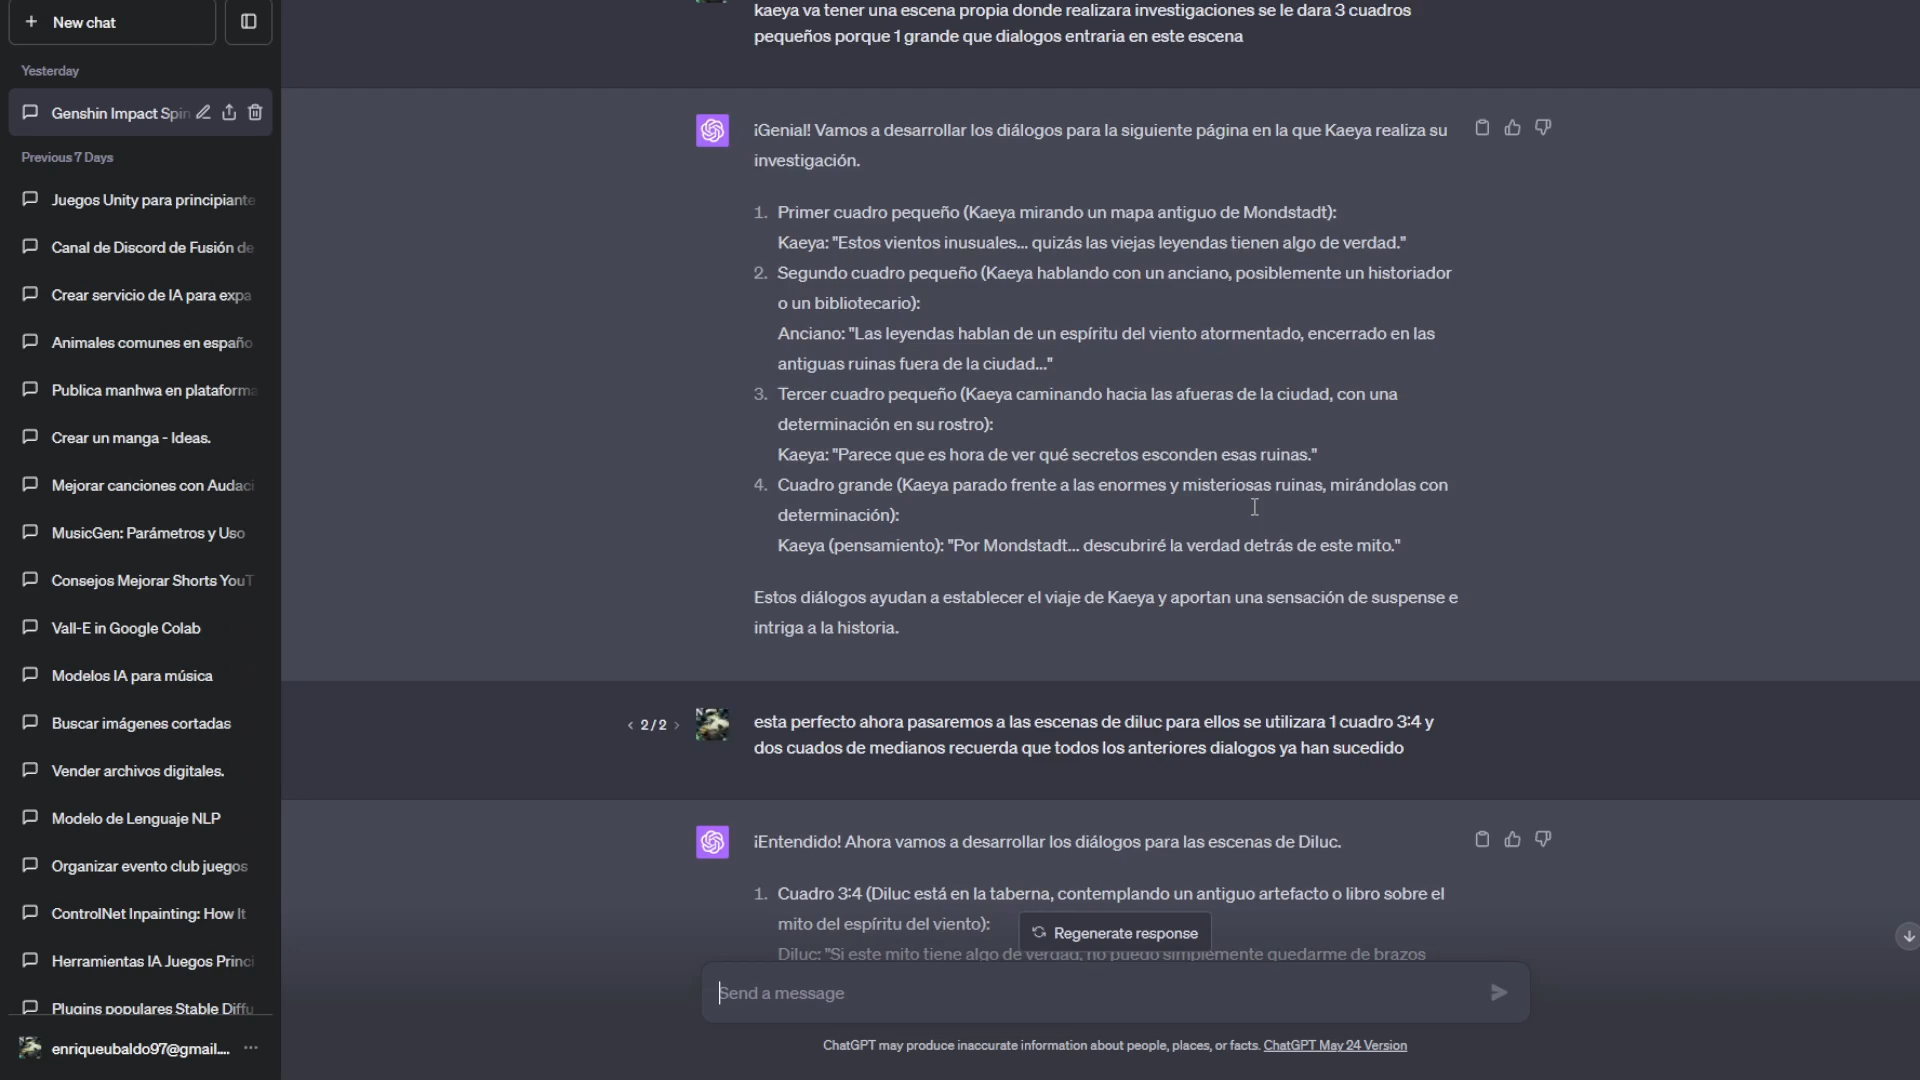 New chat
Yesterday
Genshin Impact Spin
Previous 7 Days
Juegos Unity para principiante
Canal de Discord de Fusión de
Crear servicio de IA para expa
Animales comunes en españo
Publica manhwa en plataforma
Crear un manga - Ideas.
Mejorar canciones con Audaci
MusicGen: Parámetros y Uso
Consejos Mejorar Shorts YouT
Vall-E in Google Colab
Modelos IA para música
Buscar imágenes cortadas
Vender archivos digitales.
Modelo de Lenguaje NLP
Organizar evento club juegos
ControlNet Inpainting: How It
Herramientas IA Juegos Princi
Plugins populares Stable Diffu
enriqueubaldo97@gmail....
kaeya va tener una escena propia donde realizara investigaciones se le dara 3 cuadros
pequeños porque 1 grande que dialogos entraria en este escena
¡Genial! Vamos a desarrollar los diálogos para la siguiente página en la que Kaeya realiza su
investigación.
1. Primer cuadro pequeño (Kaeya mirando un mapa antiguo de Mondstadt):
Kaeya: "Estos vientos inusuales... quizás las viejas leyendas tienen algo de verdad."
2. Segundo cuadro pequeño (Kaeya hablando con un anciano, posiblemente un historiador
o un bibliotecario):
Anciano: "Las leyendas hablan de un espíritu del viento atormentado, encerrado en las
antiguas ruinas fuera de la ciudad..."
3. Tercer cuadro pequeño (Kaeya caminando hacia las afueras de la ciudad, con una
determinación en su rostro):
Kaeya: "Parece que es hora de ver qué secretos esconden esas ruinas."
4. Cuadro grande (Kaeya parado frente a las enormes y misteriosas ruinas, mirándolas con
determinación):
Kaeya (pensamiento): "Por Mondstadt... descubriré la verdad detrás de este mito."
Estos diálogos ayudan a establecer el viaje de Kaeya y aportan una sensación de suspense e
intriga a la historia.
2 / 2
esta perfecto ahora pasaremos a las escenas de diluc para ellos se utilizara 1 cuadro 3:4 y
dos cuados de medianos recuerda que todos los anteriores dialogos ya han sucedido
¡Entendido! Ahora vamos a desarrollar los diálogos para las escenas de Diluc.
1. Cuadro 3:4 (Diluc está en la taberna, contemplando un antiguo artefacto o libro sobre el
mito del espíritu del viento):
Diluc: "Si este mito tiene algo de verdad, no puedo simplemente quedarme de brazos
Regenerate response
Send a message
ChatGPT may produce inaccurate information about people, places, or facts. ChatGPT May 24 Version